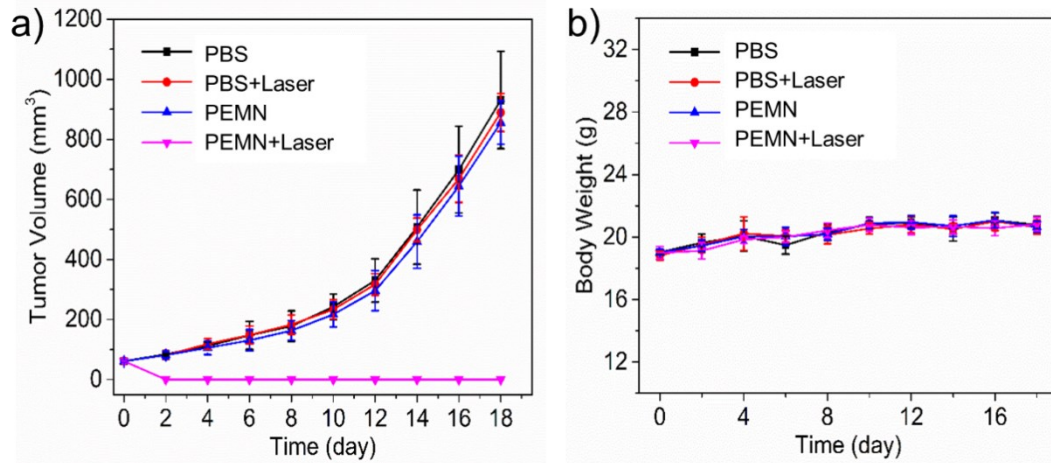 a)
Tumor Volume (mm³)
1200
1000
800
600
400
200
0
PBS
PBS+Laser
PEMN
PEMN+Laser
0 2 4 6 8 10 12 14 16 18
Time (day)
b)
Body Weight (g)
32
28
24
20
16
12
PBS
PBS+Laser
PEMN
PEMN+Laser
0 4 8 12 16
Time (day)